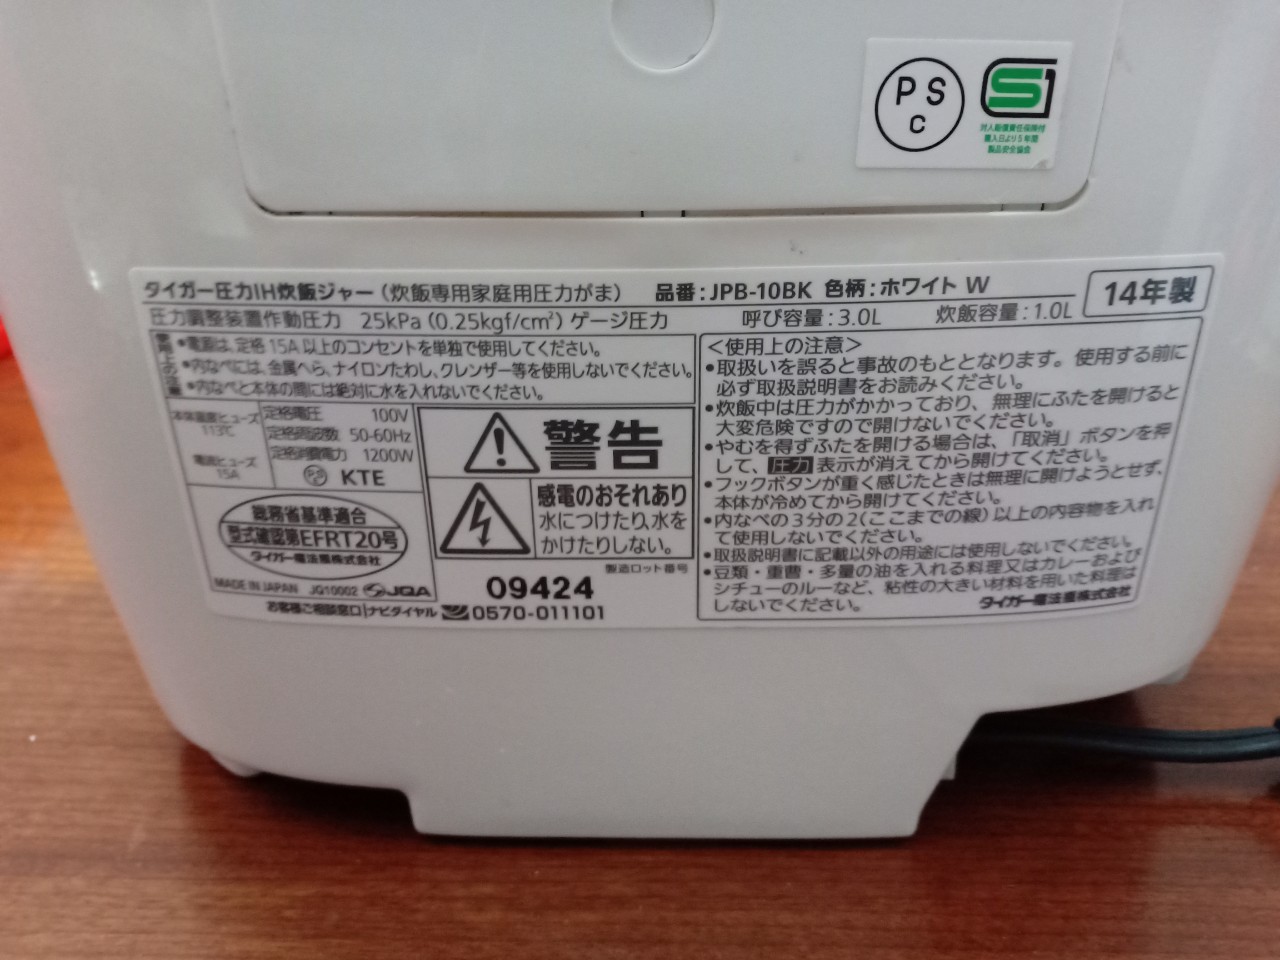 PS
C
S
対人賠償責任保険付
購入日より5年間
製品安全協会
タイガー圧力IH炊飯ジャー(炊飯専用家庭用圧力がま) 品番:JPB-10BK 色柄:ホワイト W
14年製
圧力調整装置作動圧力 25kPa(0.25kgf/cm²)ゲージ圧力 呼び容量:3.0L 炊飯容量:1.0L
使用上の注意
•電源は、定格15A以上のコンセントを単独で使用してください。
•内なべには、金属へら、ナイロンたわし、クレンザー等を使用しないでください。
•内なべと本体の間には絶対に水を入れないでください。
本体温度ヒューズ
113℃
電流ヒューズ
15A
定格電圧 100V
定格周波数 50-60Hz
定格消費電力 1200W
PSE KTE
警告
感電のおそれあり
水につけたり、水を
かけたりしない。
総務省基準適合
型式確認第EFRT20号
タイガー魔法瓶株式会社
MADE IN JAPAN JG10002 JQA
09424
製造ロット番号
お客様ご相談窓口 ナビダイヤル 0570-011101
<使用上の注意>
•取扱いを誤ると事故のもととなります。使用する前に
必ず取扱説明書をお読みください。
•炊飯中は圧力がかかっており、無理にふたを開けると
大変危険ですので開けないでください。
•やむを得ずふたを開ける場合は、「取消」ボタンを押
して、圧力表示が消えてから開けてください。
•フックボタンが重く感じたときは無理に開けようとせず、
本体が冷めてから開けてください。
•内なべの3分の2(ここまでの線)以上の内容物を入れ
て使用しないでください。
•取扱説明書に記載以外の用途には使用しないでください。
•豆類・重曹・多量の油を入れる料理又はカレーおよび
シチューのルーなど、粘性の大きい材料を用いた料理は
しないでください。
タイガー魔法瓶株式会社